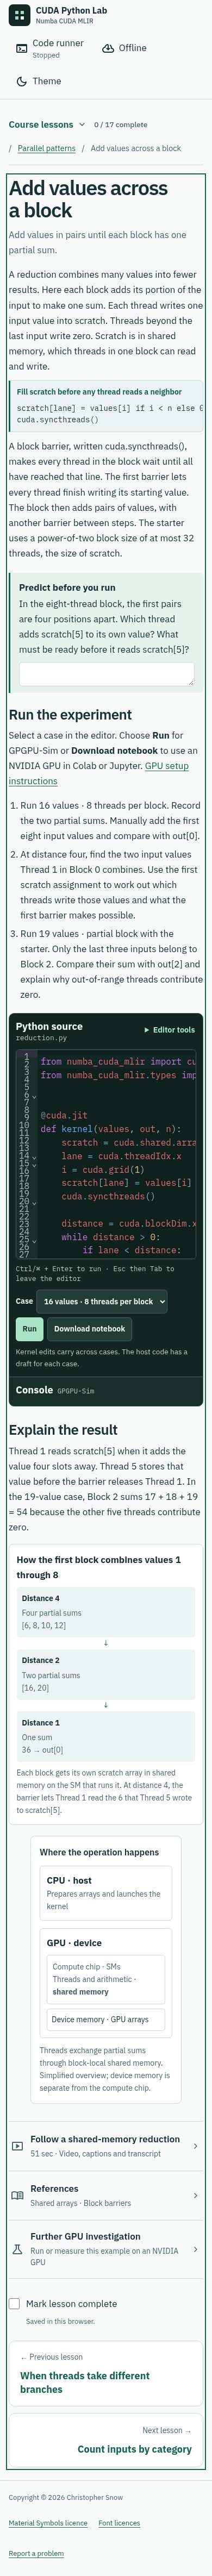 CUDA Python Lab
Numba CUDA MLIR
Code runner
Stopped
Offline
Theme
Course lessons
0 / 17 complete
/ Parallel patterns / Add values across a block
Add values across
a block
Add values in pairs until each block has one
partial sum.
A reduction combines many values into fewer
results. Here each block adds its portion of the
input to make one sum. Each thread writes one
input value into scratch. Threads beyond the
last input write zero. Scratch is in shared
memory, which threads in one block can read
and write.
Fill scratch before any thread reads a neighbor
scratch[lane] = values[i] if i < n else 0
cuda.syncthreads()
A block barrier, written cuda.syncthreads(),
makes every thread in the block wait until all
have reached that line. The first barrier lets
every thread finish writing its starting value.
The block then adds pairs of values, with
another barrier between steps. The starter
uses a power-of-two block size of at most 32
threads, the size of scratch.
Predict before you run
In the eight-thread block, the first pairs
are four positions apart. Which thread
adds scratch[5] to its own value? What
must be ready before it reads scratch[5]?
Run the experiment
Select a case in the editor. Choose Run for
GPGPU-Sim or Download notebook to use an
NVIDIA GPU in Colab or Jupyter. GPU setup
instructions
1. Run 16 values · 8 threads per block. Record
the two partial sums. Manually add the first
eight input values and compare with out[0].
2. At distance four, find the two input values
Thread 1 in Block 0 combines. Use the first
scratch assignment to work out which
threads write those values and what the
first barrier makes possible.
3. Run 19 values · partial block with the
starter. Only the last three inputs belong to
Block 2. Compare their sum with out[2] and
explain why out-of-range threads contribute
zero.
Python source
reduction.py
Editor tools
from numba_cuda_mlir import cu
from numba_cuda_mlir.types imp
@cuda.jit
def kernel(values, out, n):
scratch = cuda.shared.arra
lane = cuda.threadIdx.x
i = cuda.grid(1)
scratch[lane] = values[i]
cuda.syncthreads()
distance = cuda.blockDim.x
while distance > 0:
if lane < distance:
Ctrl/⌘ + Enter to run · Esc then Tab to
leave the editor
Case
16 values · 8 threads per block
Run
Download notebook
Kernel edits carry across cases. The host code has a
draft for each case.
Console GPGPU-Sim
Explain the result
Thread 1 reads scratch[5] when it adds the
value four slots away. Thread 5 stores that
value before the barrier releases Thread 1. In
the 19-value case, Block 2 sums 17 + 18 + 19
= 54 because the other five threads contribute
zero.
How the first block combines values 1
through 8
Distance 4
Four partial sums
[6, 8, 10, 12]
↓
Distance 2
Two partial sums
[16, 20]
↓
Distance 1
One sum
36 → out[0]
Each block gets its own scratch array in shared
memory on the SM that runs it. At distance 4, the
barrier lets Thread 1 read the 6 that Thread 5 wrote
to scratch[5].
Where the operation happens
CPU · host
Prepares arrays and launches the
kernel
GPU · device
Compute chip · SMs
Threads and arithmetic ·
shared memory
Device memory · GPU arrays
Threads exchange partial sums
through block-local shared memory.
Simplified overview; device memory is
separate from the compute chip.
Follow a shared-memory reduction
51 sec · Video, captions and transcript
References
Shared arrays · Block barriers
Further GPU investigation
Run or measure this example on an NVIDIA
GPU
Mark lesson complete
Saved in this browser.
← Previous lesson
When threads take different
branches
Next lesson →
Count inputs by category
Copyright © 2026 Christopher Snow
Material Symbols licence
Font licences
Report a problem